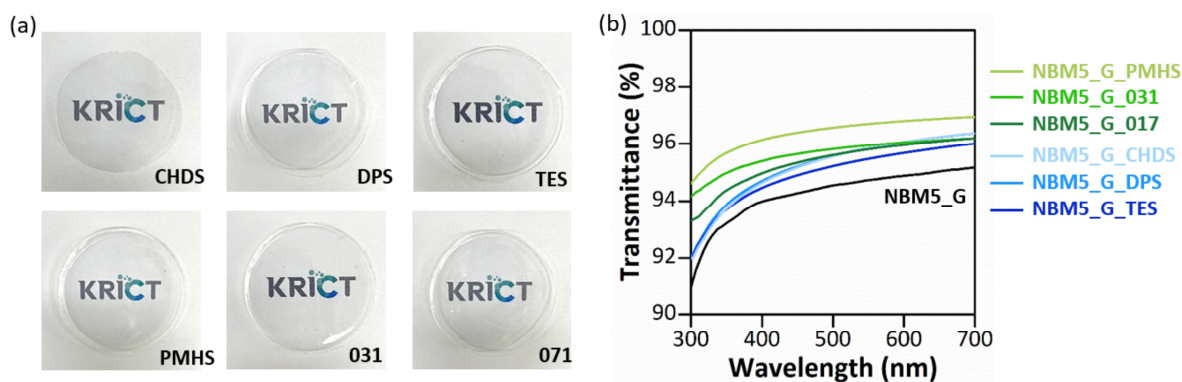 (a)
KRICT
CHDS
KRICT
DPS
KRICT
TES
KRICT
PMHS
KRICT
031
KRICT
071
(b)
Transmittance (%)
100
98
96
94
92
90
300 400 500 600 700
Wavelength (nm)
NBM5_G
NBM5_G_PMHS
NBM5_G_031
NBM5_G_017
NBM5_G_CHDS
NBM5_G_DPS
NBM5_G_TES